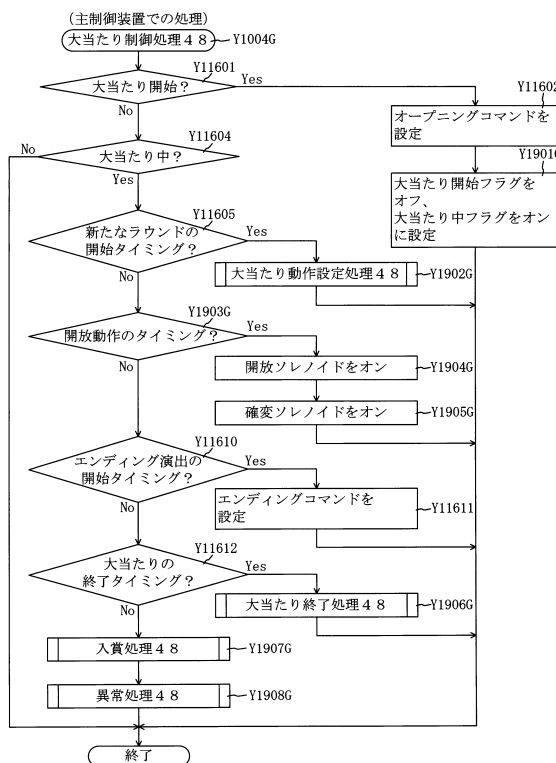 (主制御装置での処理)
大当たり制御処理48
Y1004G
Y11601
大当たり開始?
Yes
No
Y11602
オープニングコマンドを
設定
Y1901G
大当たり開始フラグを
オフ、
大当たり中フラグをオン
に設定
Y11604
No
大当たり中?
Yes
Y11605
新たなラウンドの
開始タイミング?
Yes
No
大当たり動作設定処理48
Y1902G
Y1903G
開放動作のタイミング?
Yes
No
開放ソレノイドをオン
Y1904G
確変ソレノイドをオン
Y1905G
Y11610
エンディング演出の
開始タイミング?
Yes
No
エンディングコマンドを
設定
Y11611
Y11612
大当たりの
終了タイミング?
Yes
No
大当たり終了処理48
Y1906G
入賞処理48
Y1907G
異常処理48
Y1908G
終了